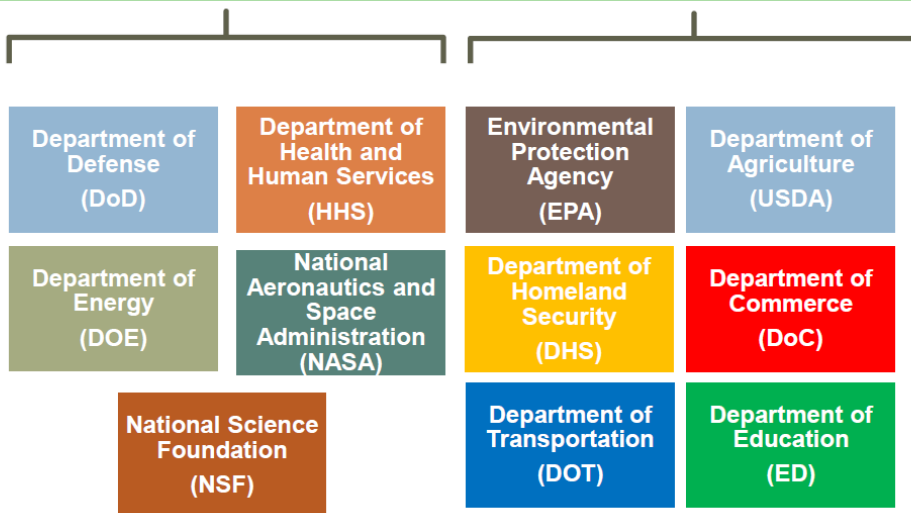 Department of
Defense
(DoD)
Department of
Health and
Human Services
(HHS)
Environmental
Protection
Agency
(EPA)
Department of
Agriculture
(USDA)
Department of
Energy
(DOE)
National
Aeronautics and
Space
Administration
(NASA)
Department of
Homeland
Security
(DHS)
Department of
Commerce
(DoC)
National Science
Foundation
(NSF)
Department of
Transportation
(DOT)
Department of
Education
(ED)